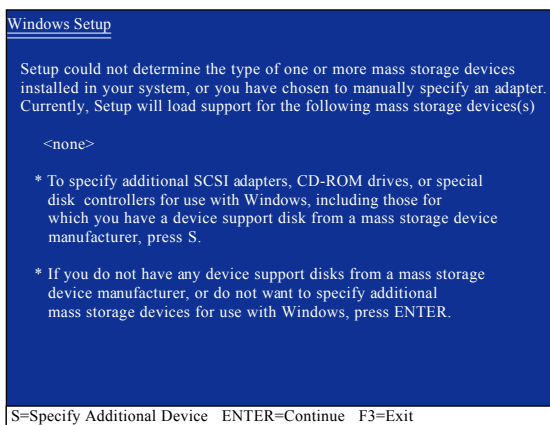 Windows Setup
Setup could not determine the type of one or more mass storage devices
installed in your system, or you have chosen to manually specify an adapter.
Currently, Setup will load support for the following mass storage devices(s)
<none>
* To specify additional SCSI adapters, CD-ROM drives, or special
disk controllers for use with Windows, including those for
which you have a device support disk from a mass storage device
manufacturer, press S.
* If you do not have any device support disks from a mass storage
device manufacturer, or do not want to specify additional
mass storage devices for use with Windows, press ENTER.
S=Specify Additional Device ENTER=Continue F3=Exit